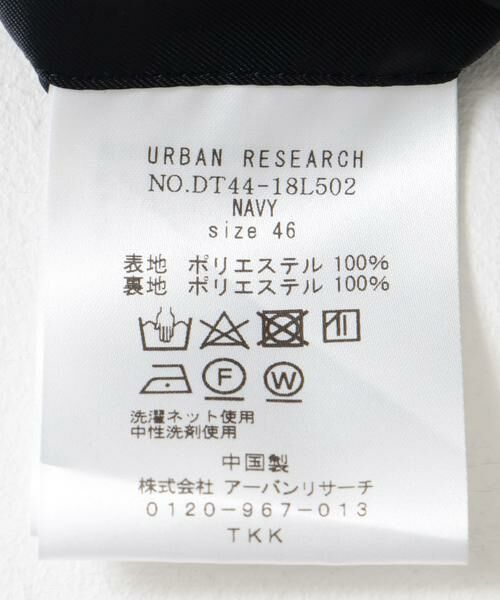 URBAN RESEARCH
NO.DT44-18L502
NAVY
size 46
表地 ポリエステル 100%
裏地 ポリエステル 100%
F W
洗濯ネット使用
中性洗剤使用
中国製
株式会社 アーバンリサーチ
0120-967-013
TKK